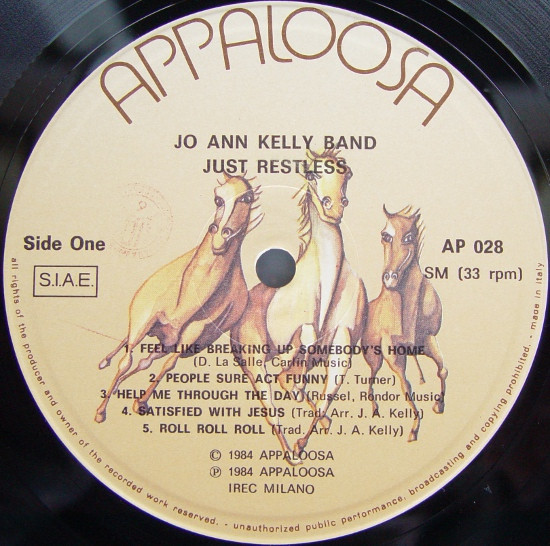 APPALOOSA
JO ANN KELLY BAND
JUST RESTLESS
Side One
S.I.A.E.
AP 028
SM (33 rpm)
1. FEEL LIKE BREAKING UP SOMEBODY'S HOME
(D. La Salle, Carlin Music)
2. PEOPLE SURE ACT FUNNY (T. Turner)
3. HELP ME THROUGH THE DAY (Russel, Rondor Music)
4. SATISFIED WITH JESUS (Trad. Arr. J. A. Kelly)
5. ROLL ROLL ROLL (Trad. Arr. J. A. Kelly)
© 1984 APPALOOSA
℗ 1984 APPALOOSA
IREC MILANO
all rights of the producer and owner of the recorded work reserved. - unauthorized public performance, broadcasting and copying prohibited. - made in italy